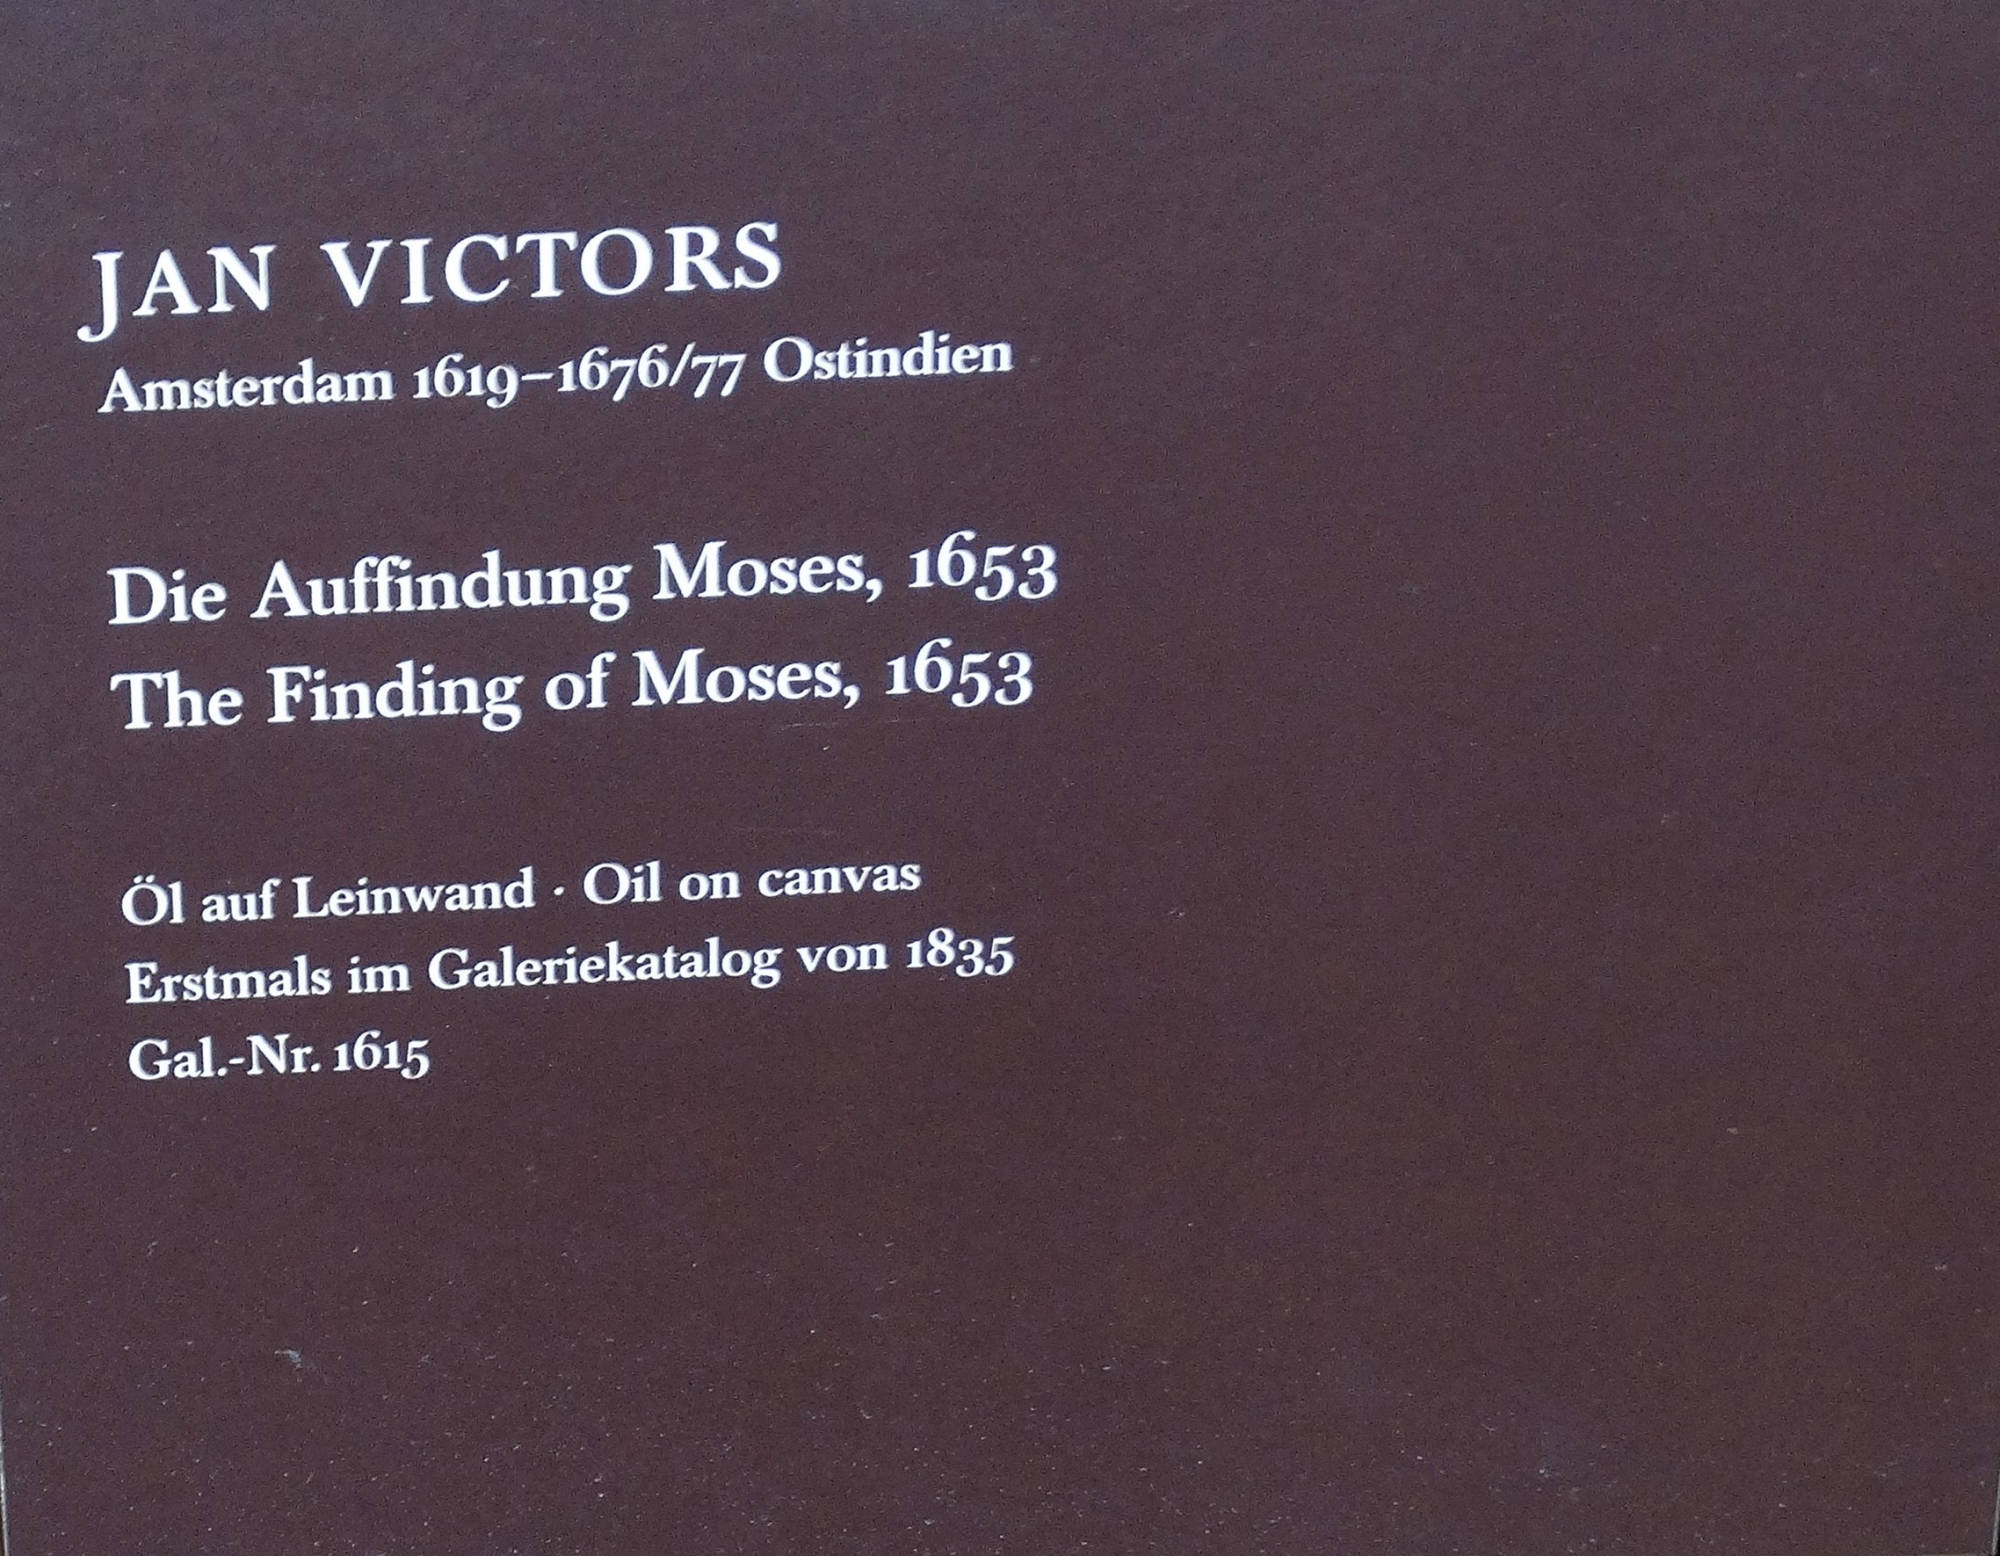 JAN VICTORS
Amsterdam 1619–1676/77 Ostindien
Die Auffindung Moses, 1653
The Finding of Moses, 1653
Öl auf Leinwand · Oil on canvas
Erstmals im Galeriekatalog von 1835
Gal.-Nr. 1615